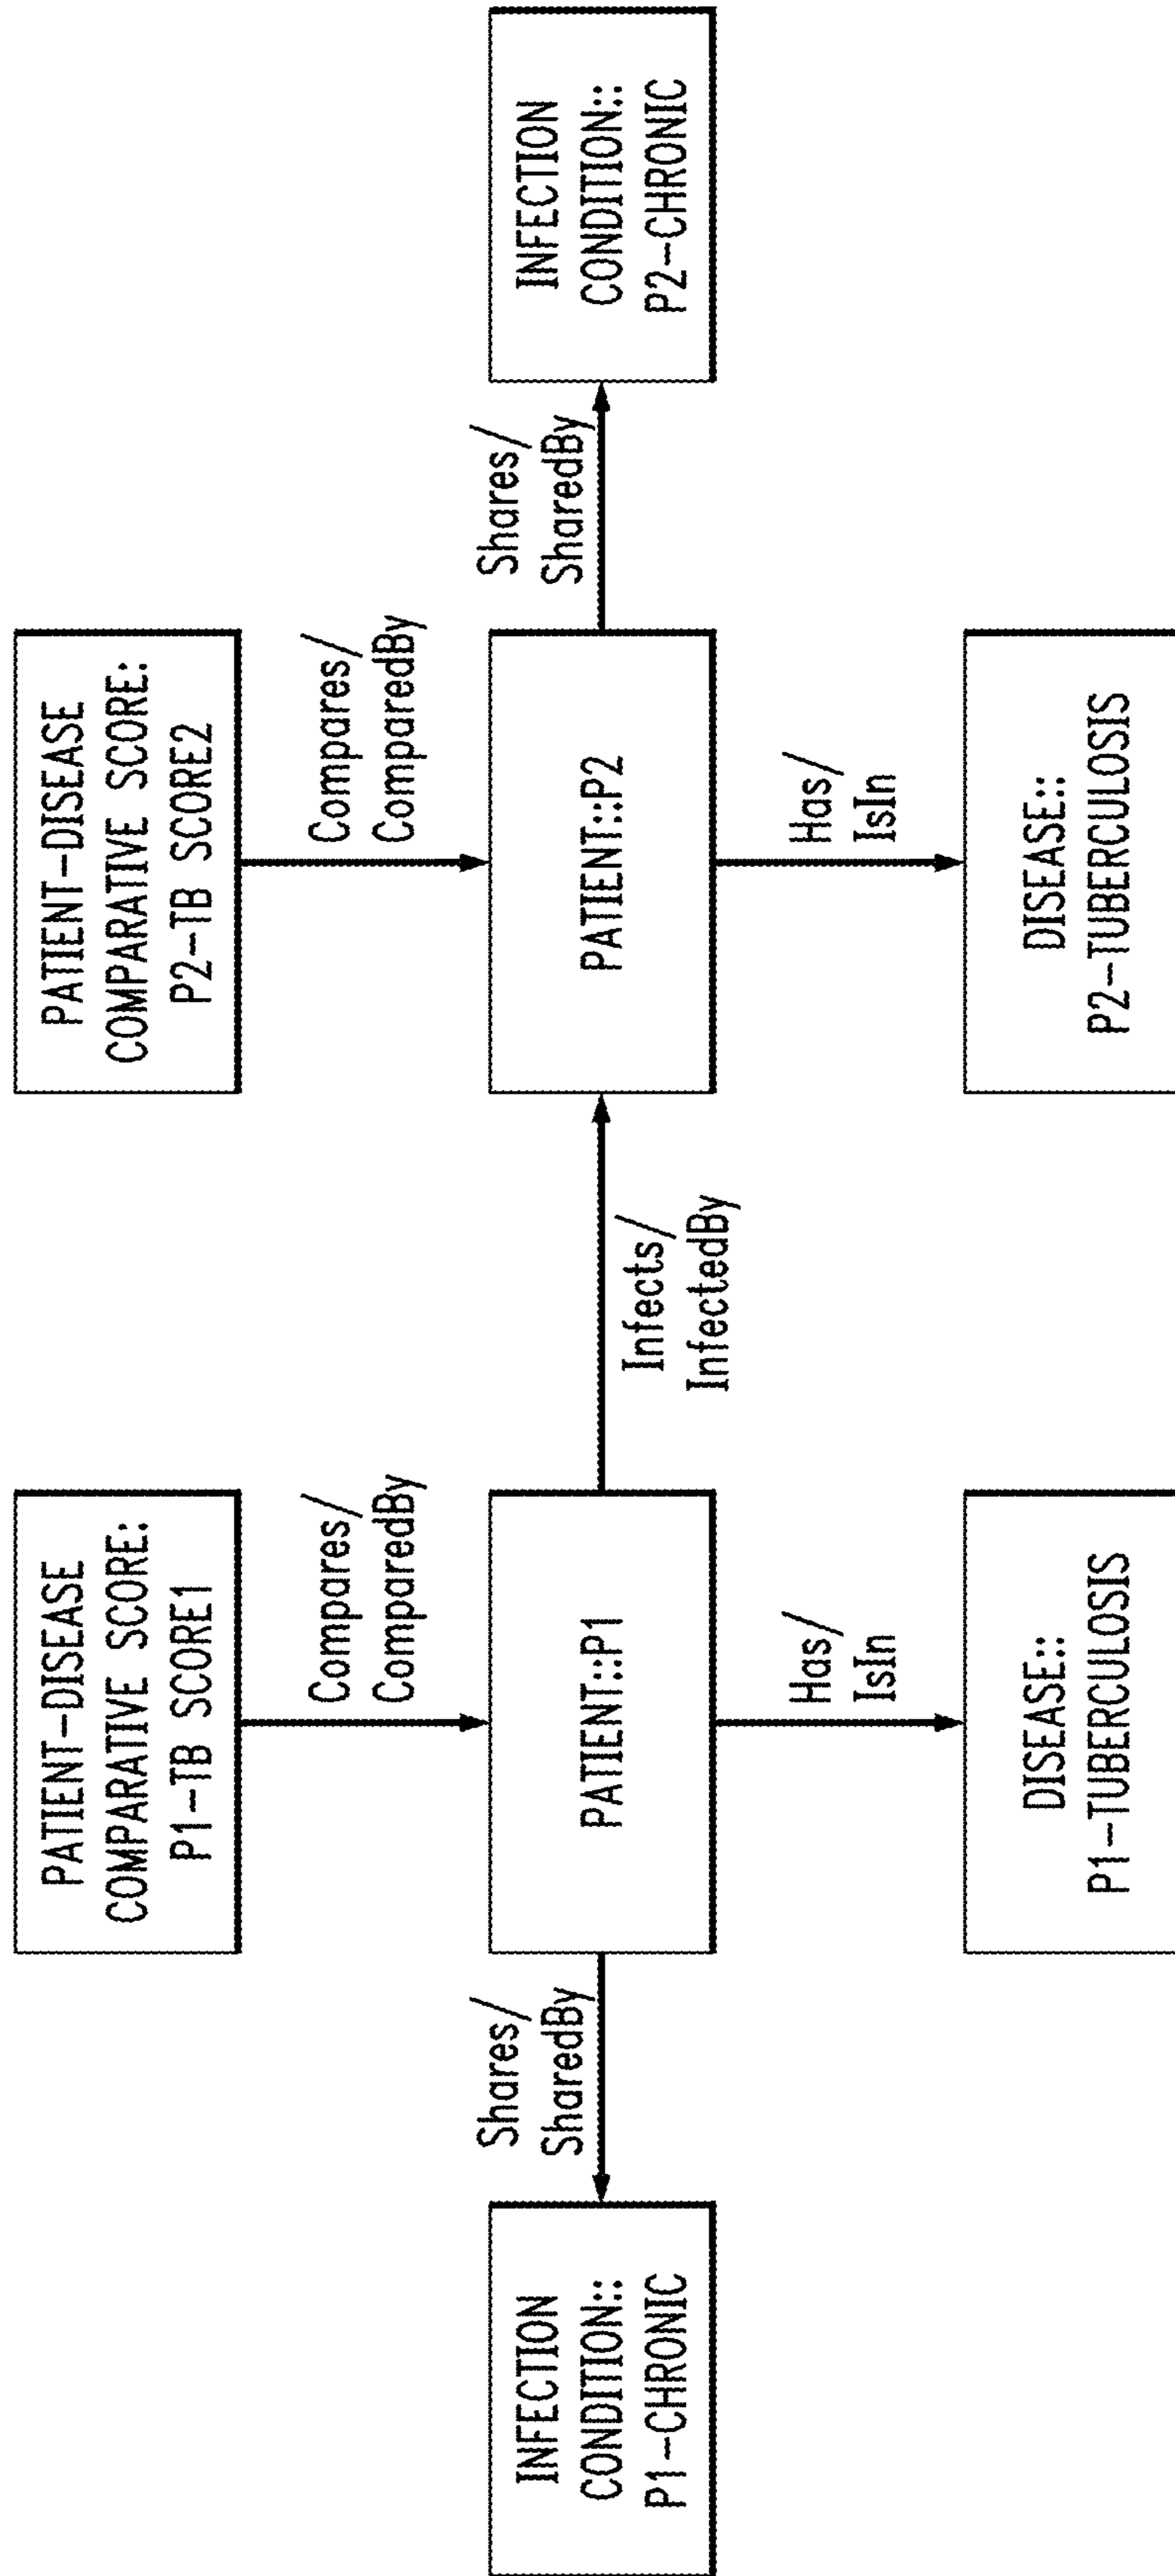 PATIENT-DISEASE
COMPARATIVE SCORE:
P1-TB SCORE1
PATIENT-DISEASE
COMPARATIVE SCORE:
P2-TB SCORE2
Compares/
ComparedBy
Compares/
ComparedBy
INFECTION
CONDITION::
P1-CHRONIC
Shares/
SharedBy
PATIENT::P1
Infects/
InfectedBy
PATIENT::P2
Shares/
SharedBy
INFECTION
CONDITION::
P2-CHRONIC
Has/
IsIn
Has/
IsIn
DISEASE::
P1-TUBERCULOSIS
DISEASE::
P2-TUBERCULOSIS